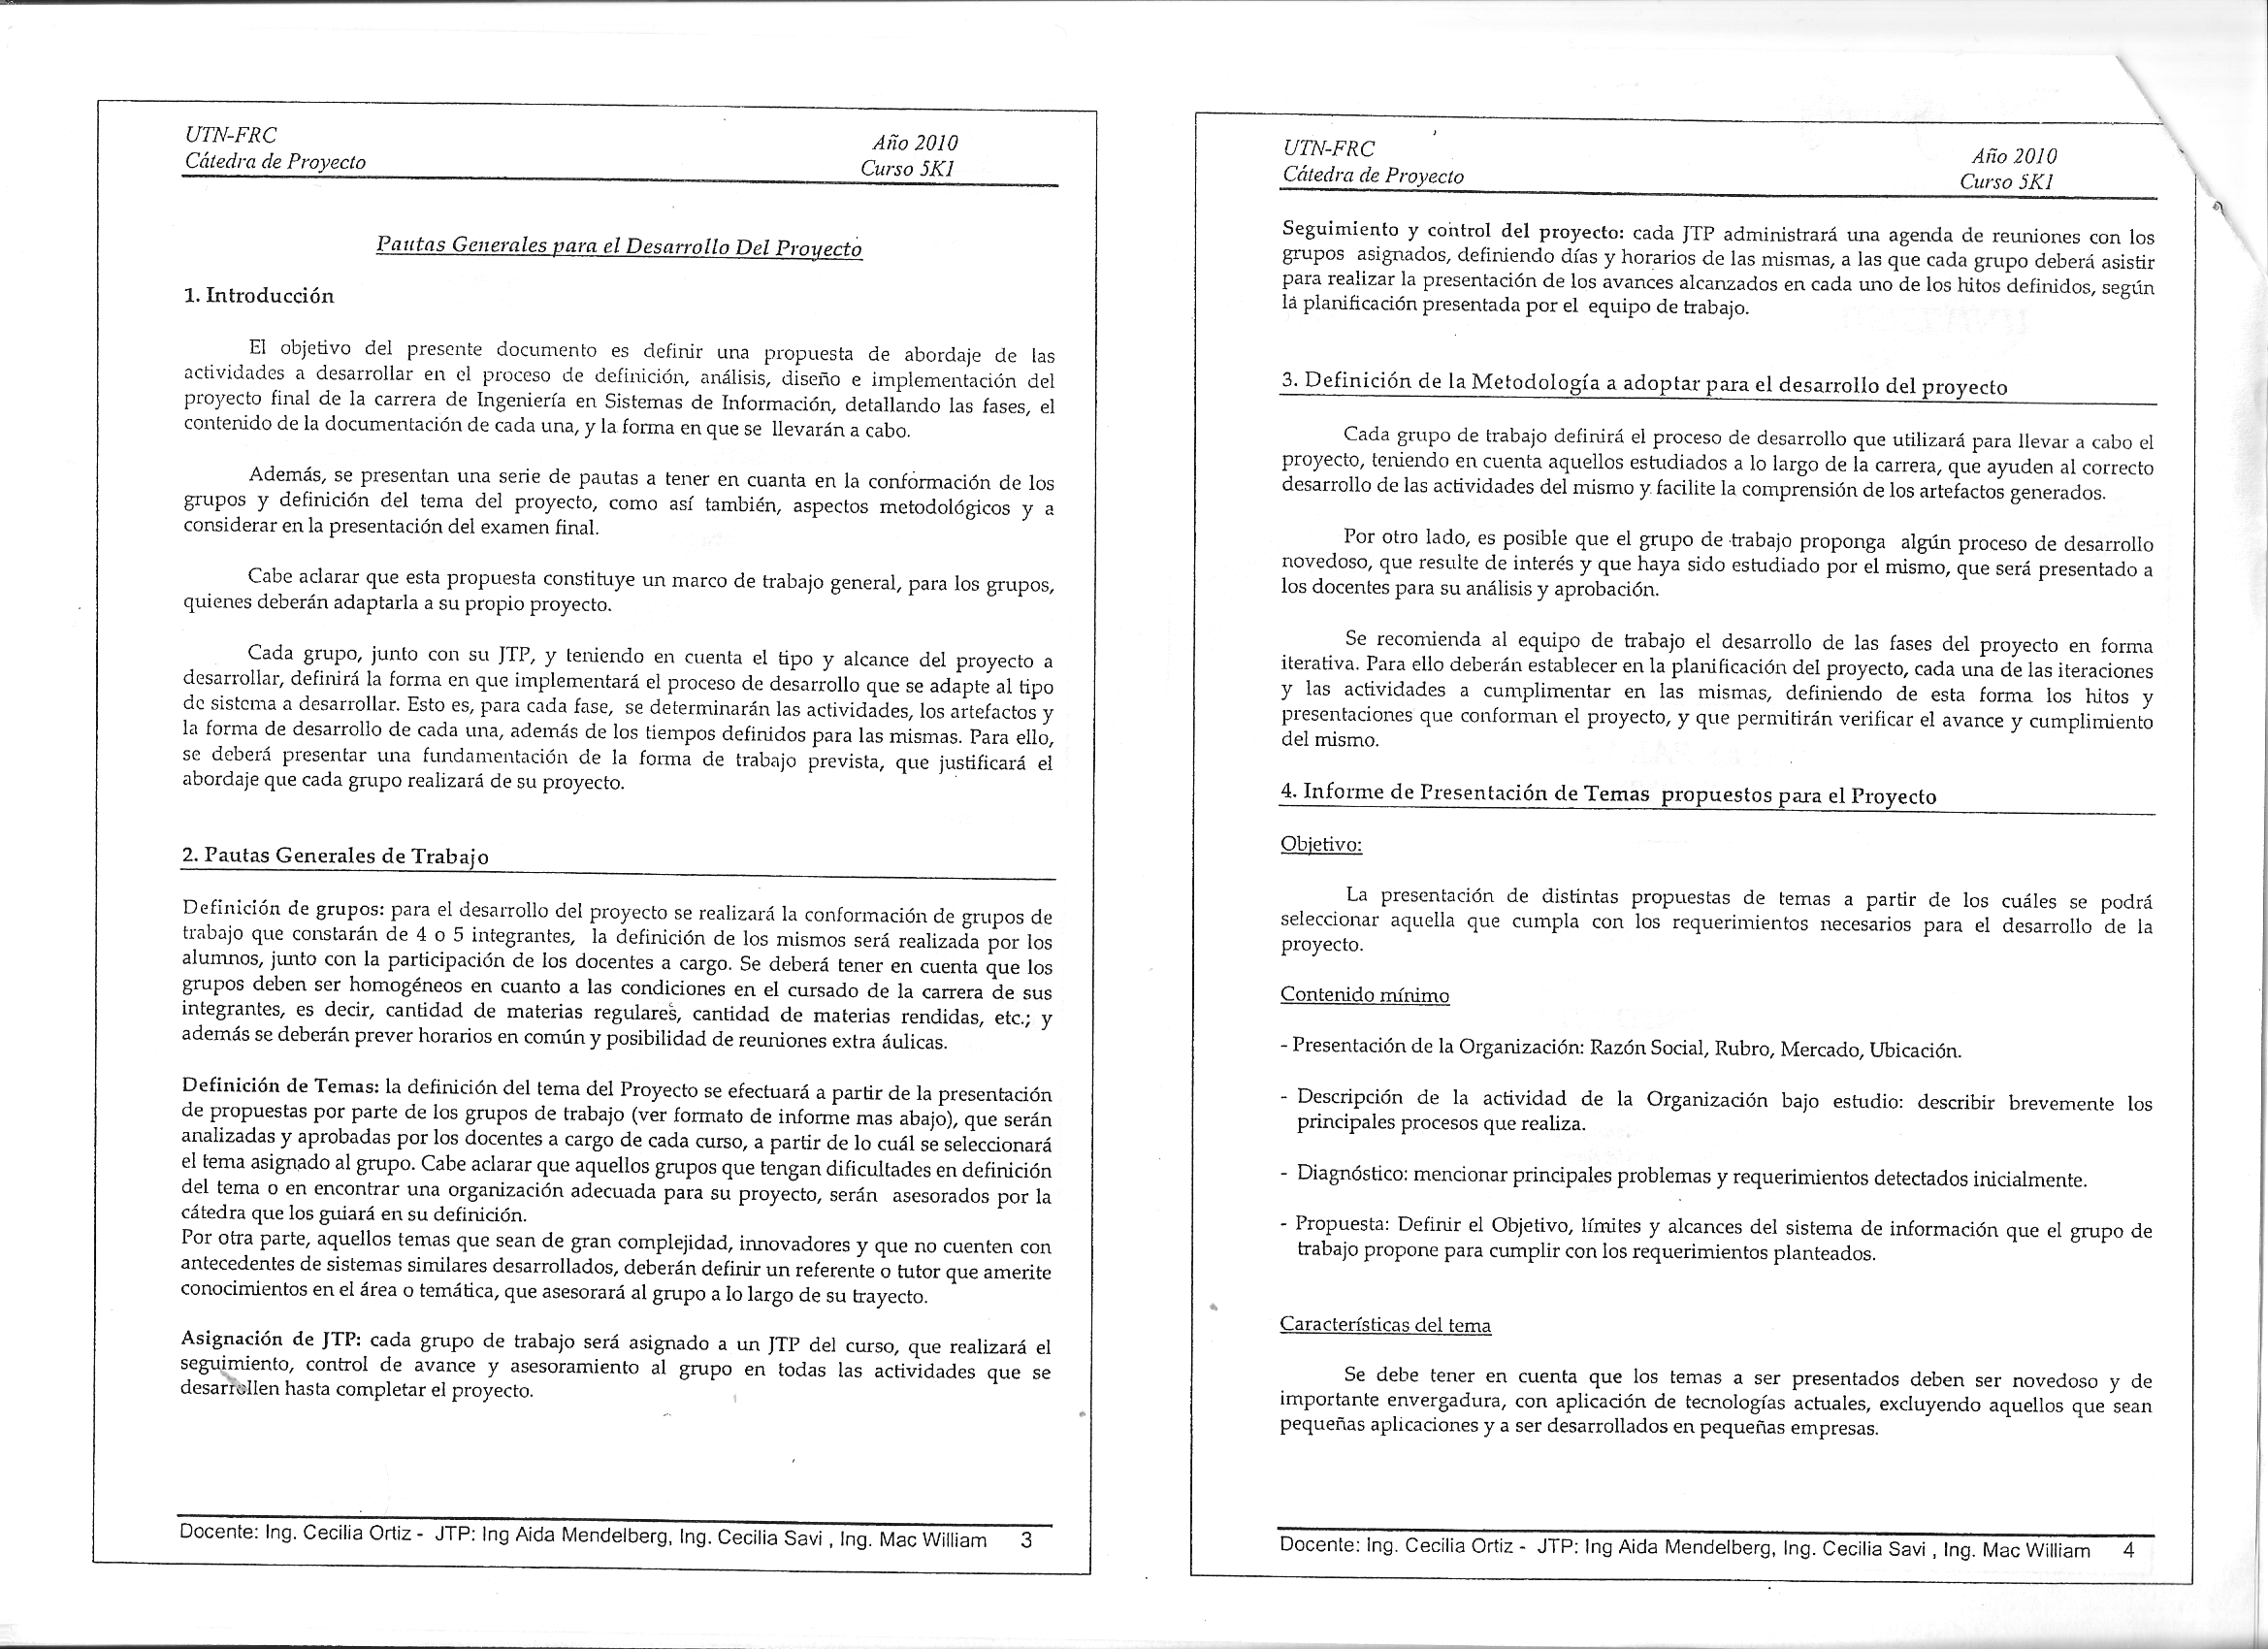 UTN-FRC
Cátedra de Proyecto
Año 2010
Curso 5K1
Pautas Generales para el Desarrollo Del Proyecto
1. Introducción
El objetivo del presente documento es definir una propuesta de abordaje de las
actividades a desarrollar en el proceso de definición, análisis, diseño e implementación del
proyecto final de la carrera de Ingeniería en Sistemas de Información, detallando las fases, el
contenido de la documentación de cada una, y la forma en que se llevarán a cabo.
Además, se presentan una serie de pautas a tener en cuanta en la conformación de los
grupos y definición del tema del proyecto, como así también, aspectos metodológicos y a
considerar en la presentación del examen final.
Cabe aclarar que esta propuesta constituye un marco de trabajo general, para los grupos,
quienes deberán adaptarla a su propio proyecto.
Cada grupo, junto con su JTP, y teniendo en cuenta el tipo y alcance del proyecto a
desarrollar, definirá la forma en que implementará el proceso de desarrollo que se adapte al tipo
de sistema a desarrollar. Esto es, para cada fase, se determinarán las actividades, los artefactos y
la forma de desarrollo de cada una, además de los tiempos definidos para las mismas. Para ello,
se deberá presentar una fundamentación de la forma de trabajo prevista, que justificará el
abordaje que cada grupo realizará de su proyecto.
2. Pautas Generales de Trabajo
Definición de grupos: para el desarrollo del proyecto se realizará la conformación de grupos de
trabajo que constarán de 4 o 5 integrantes, la definición de los mismos será realizada por los
alumnos, junto con la participación de los docentes a cargo. Se deberá tener en cuenta que los
grupos deben ser homogéneos en cuanto a las condiciones en el cursado de la carrera de sus
integrantes, es decir, cantidad de materias regulares, cantidad de materias rendidas, etc.; y
además se deberán prever horarios en común y posibilidad de reuniones extra áulicas.
Definición de Temas: la definición del tema del Proyecto se efectuará a partir de la presentación
de propuestas por parte de los grupos de trabajo (ver formato de informe mas abajo), que serán
analizadas y aprobadas por los docentes a cargo de cada curso, a partir de lo cuál se seleccionará
el tema asignado al grupo. Cabe aclarar que aquellos grupos que tengan dificultades en definición
del tema o en encontrar una organización adecuada para su proyecto, serán asesorados por la
cátedra que los guiará en su definición.
Por otra parte, aquellos temas que sean de gran complejidad, innovadores y que no cuenten con
antecedentes de sistemas similares desarrollados, deberán definir un referente o tutor que amerite
conocimientos en el área o temática, que asesorará al grupo a lo largo de su trayecto.
Asignación de JTP: cada grupo de trabajo será asignado a un JTP del curso, que realizará el
seguimiento, control de avance y asesoramiento al grupo en todas las actividades que se
desarrollen hasta completar el proyecto.
Docente: Ing. Cecilia Ortiz - JTP: Ing Aida Mendelberg, Ing. Cecilia Savi , Ing. Mac William 3
UTN-FRC
Cátedra de Proyecto
Año 2010
Curso 5K1
Seguimiento y control del proyecto: cada JTP administrará una agenda de reuniones con los
grupos asignados, definiendo días y horarios de las mismas, a las que cada grupo deberá asistir
para realizar la presentación de los avances alcanzados en cada uno de los hitos definidos, según
la planificación presentada por el equipo de trabajo.
3. Definición de la Metodología a adoptar para el desarrollo del proyecto
Cada grupo de trabajo definirá el proceso de desarrollo que utilizará para llevar a cabo el
proyecto, teniendo en cuenta aquellos estudiados a lo largo de la carrera, que ayuden al correcto
desarrollo de las actividades del mismo y facilite la comprensión de los artefactos generados.
Por otro lado, es posible que el grupo de trabajo proponga algún proceso de desarrollo
novedoso, que resulte de interés y que haya sido estudiado por el mismo, que será presentado a
los docentes para su análisis y aprobación.
Se recomienda al equipo de trabajo el desarrollo de las fases del proyecto en forma
iterativa. Para ello deberán establecer en la planificación del proyecto, cada una de las iteraciones
y las actividades a cumplimentar en las mismas, definiendo de esta forma los hitos y
presentaciones que conforman el proyecto, y que permitirán verificar el avance y cumplimiento
del mismo.
4. Informe de Presentación de Temas propuestos para el Proyecto
Objetivo:
La presentación de distintas propuestas de temas a partir de los cuáles se podrá
seleccionar aquella que cumpla con los requerimientos necesarios para el desarrollo de la
proyecto.
Contenido mínimo
- Presentación de la Organización: Razón Social, Rubro, Mercado, Ubicación.
- Descripción de la actividad de la Organización bajo estudio: describir brevemente los
principales procesos que realiza.
- Diagnóstico: mencionar principales problemas y requerimientos detectados inicialmente.
- Propuesta: Definir el Objetivo, límites y alcances del sistema de información que el grupo de
trabajo propone para cumplir con los requerimientos planteados.
Características del tema
Se debe tener en cuenta que los temas a ser presentados deben ser novedoso y de
importante envergadura, con aplicación de tecnologías actuales, excluyendo aquellos que sean
pequeñas aplicaciones y a ser desarrollados en pequeñas empresas.
Docente: Ing. Cecilia Ortiz - JTP: Ing Aida Mendelberg, Ing. Cecilia Savi , Ing. Mac William 4